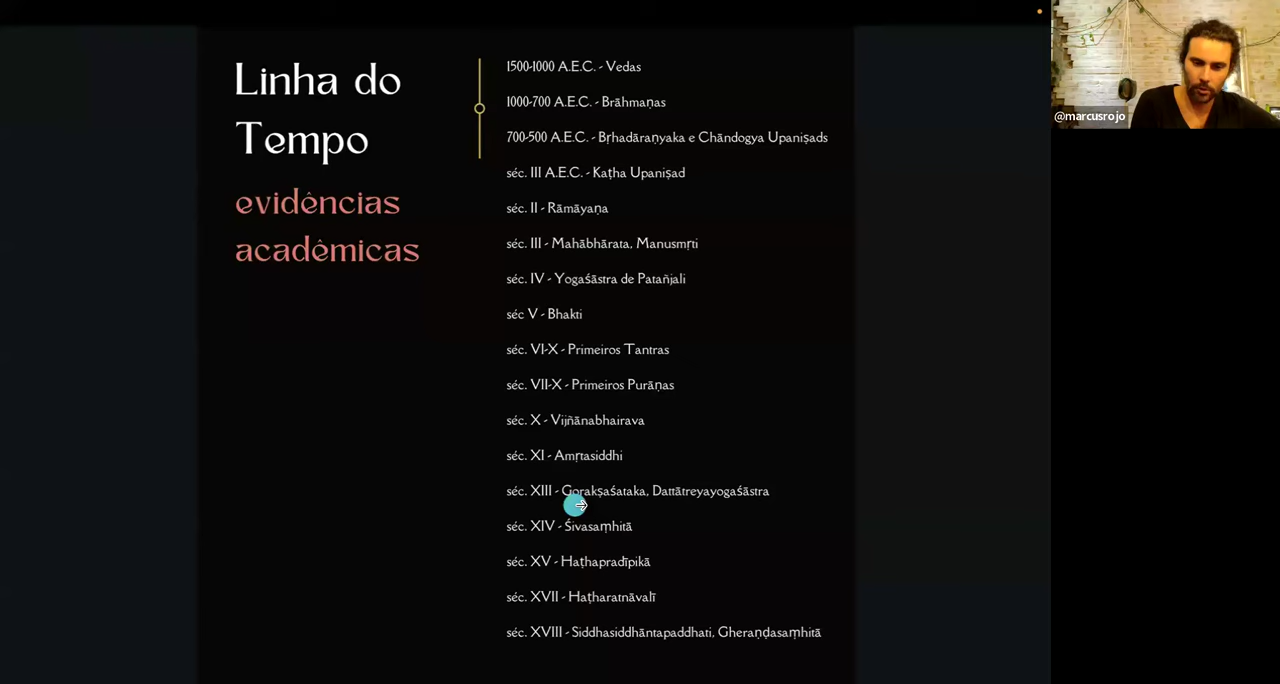 Linha do
Tempo
evidências
acadêmicas
1500-1000 A.E.C. - Vedas
1000-700 A.E.C. - Brāhmaṇas
700-500 A.E.C. - Bṛhadāraṇyaka e Chāndogya Upaniṣads
séc. III A.E.C. - Kaṭha Upaniṣad
séc. II - Rāmāyaṇa
séc. III - Mahābhārata, Manusmṛti
séc. IV - Yogaśāstra de Patañjali
séc V - Bhakti
séc. VI-X - Primeiros Tantras
séc. VII-X - Primeiros Purāṇas
séc. X - Vijñānabhairava
séc. XI - Amṛtasiddhi
séc. XIII - Gorakṣaśataka, Dattātreyayogaśāstra
séc. XIV - Śivasaṃhitā
séc. XV - Haṭhapradīpikā
séc. XVII - Haṭharatnāvalī
séc. XVIII - Siddhasiddhāntapaddhati, Gheraṇḍasaṃhitā
@marcusrojo